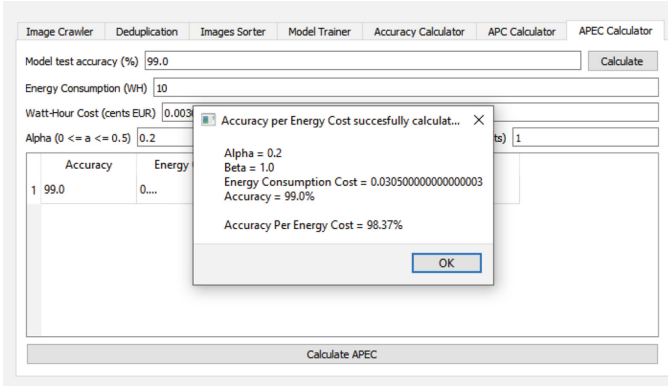 Image Crawler Deduplication Images Sorter Model Trainer Accuracy Calculator APC Calculator APEC Calculator
Model test accuracy (%) 99.0 Calculate
Energy Consumption (WH) 10
Watt-Hour Cost (cents EUR)
Accuracy per Energy Cost succesfully calculat...
Alpha (0 <= a <= 0.5) 0.2 1
Alpha = 0.2
Beta = 1.0
Energy Consumption Cost = 0.030500000000000003
Accuracy = 99.0%
Accuracy Per Energy Cost = 98.37%
OK
Accuracy Energy
1 99.0 0....
Calculate APEC